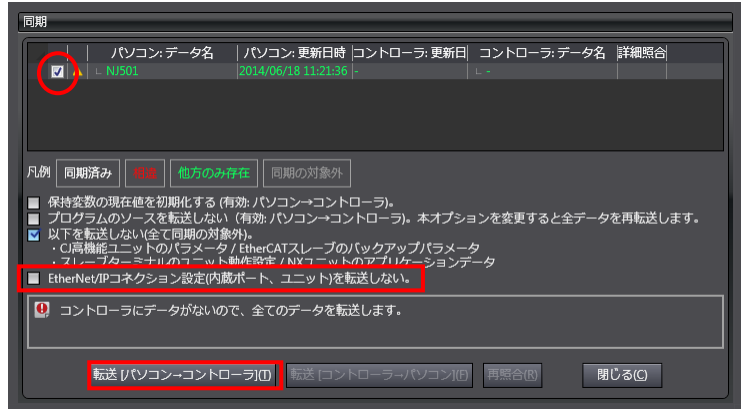 同期
パソコン: データ名 パソコン: 更新日時 コントローラ: 更新日 コントローラ: データ名 詳細照合
NJ501 2014/06/18 11:21:36 - -
凡例 同期済み 相違 他方のみ存在 同期の対象外
保持変数の現在値を初期化する (有効: パソコン→コントローラ)。
プログラムのソースを転送しない (有効: パソコン→コントローラ)。本オプションを変更すると全データを再転送します。
以下を転送しない(全て同期の対象外)。
・CJ高機能ユニットのパラメータ / EtherCATスレーブのバックアップパラメータ
・スレーブターミナルのユニット動作設定 / NXユニットのアプリケーションデータ
EtherNet/IPコネクション設定(内蔵ポート、ユニット)を転送しない。
コントローラにデータがないので、全てのデータを転送します。
転送 [パソコン→コントローラ](T) 転送 [コントローラ→パソコン](F) 再照合(R) 閉じる(C)